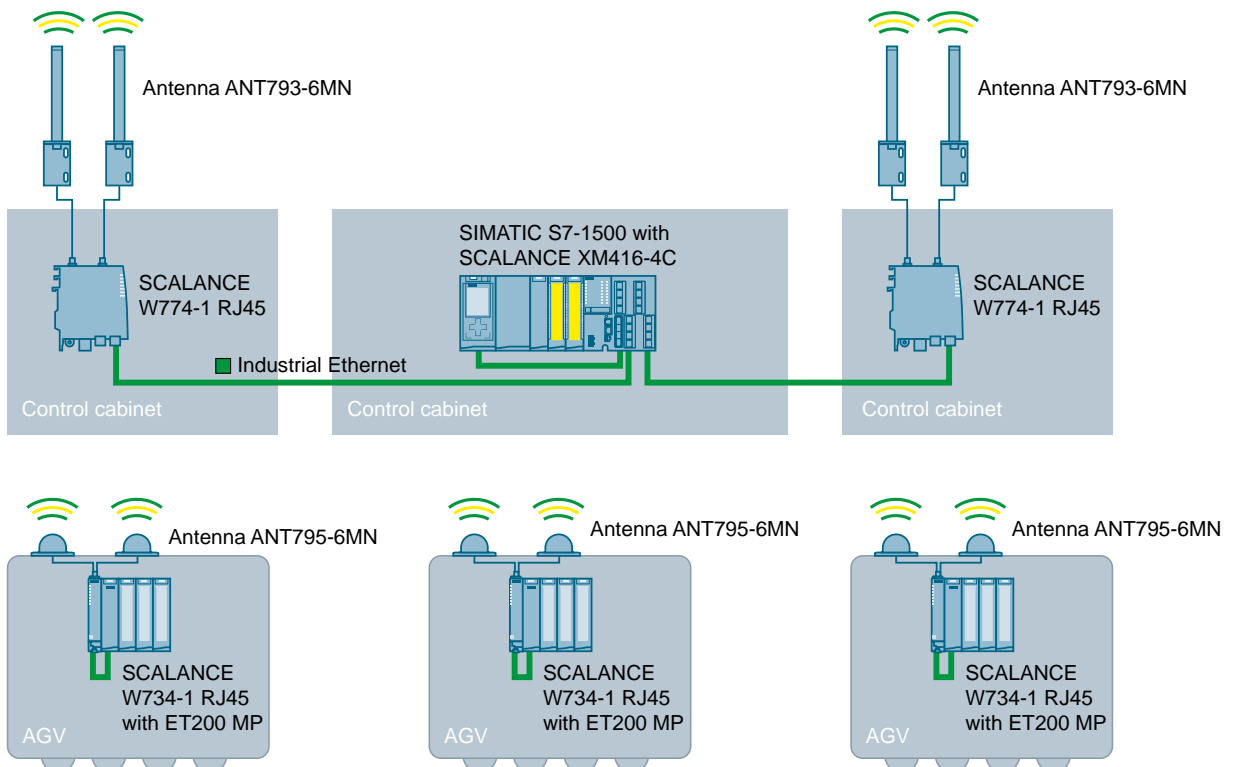 Antenna ANT793-6MN
Antenna ANT793-6MN
SCALANCE
W774-1 RJ45
SIMATIC S7-1500 with
SCALANCE XM416-4C
SCALANCE
W774-1 RJ45
Industrial Ethernet
Control cabinet
Control cabinet
Control cabinet
Antenna ANT795-6MN
Antenna ANT795-6MN
Antenna ANT795-6MN
SCALANCE
W734-1 RJ45
with ET200 MP
AGV
SCALANCE
W734-1 RJ45
with ET200 MP
AGV
SCALANCE
W734-1 RJ45
with ET200 MP
AGV